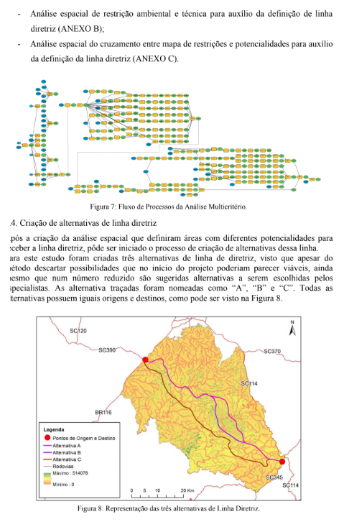 - Análise espacial de restrição ambiental e técnica para auxílio da definição de linha
diretriz (ANEXO B);
- Análise espacial do cruzamento entre mapa de restrições e potencialidades para auxílio
da definição da linha diretriz (ANEXO C).
Figura 7: Fluxo de Processos da Análise Multicritério.
.4. Criação de alternativas de linha diretriz
pós a criação da análise espacial que definiram áreas com diferentes potencialidades para
ceber a linha diretriz, pôde ser iniciado o processo de criação de alternativas dessa linha.
ara este estudo foram criadas três alternativas de linha de diretriz, visto que apesar do
étodo descartar possibilidades que no início do projeto poderiam parecer viáveis, ainda
esmo que num número reduzido são sugeridas alternativas a serem escolhidas pelos
specialistas. As alternativa traçadas foram nomeadas como “A”, “B” e “C”. Todas as
ternativas possuem iguais origens e destinos, como pode ser visto na Figura 8.
SC120
SC390
SC370
N
SC114
BR116
Legenda
Pontos de Origem e Destino
Alternativa A
Alternativa B
Alternativa C
Rodovias
Máximo : 514076
Mínimo : 0
0 5 10 20 Km
SC345
SC114
Figura 8: Representação das três alternativas de Linha Diretriz.